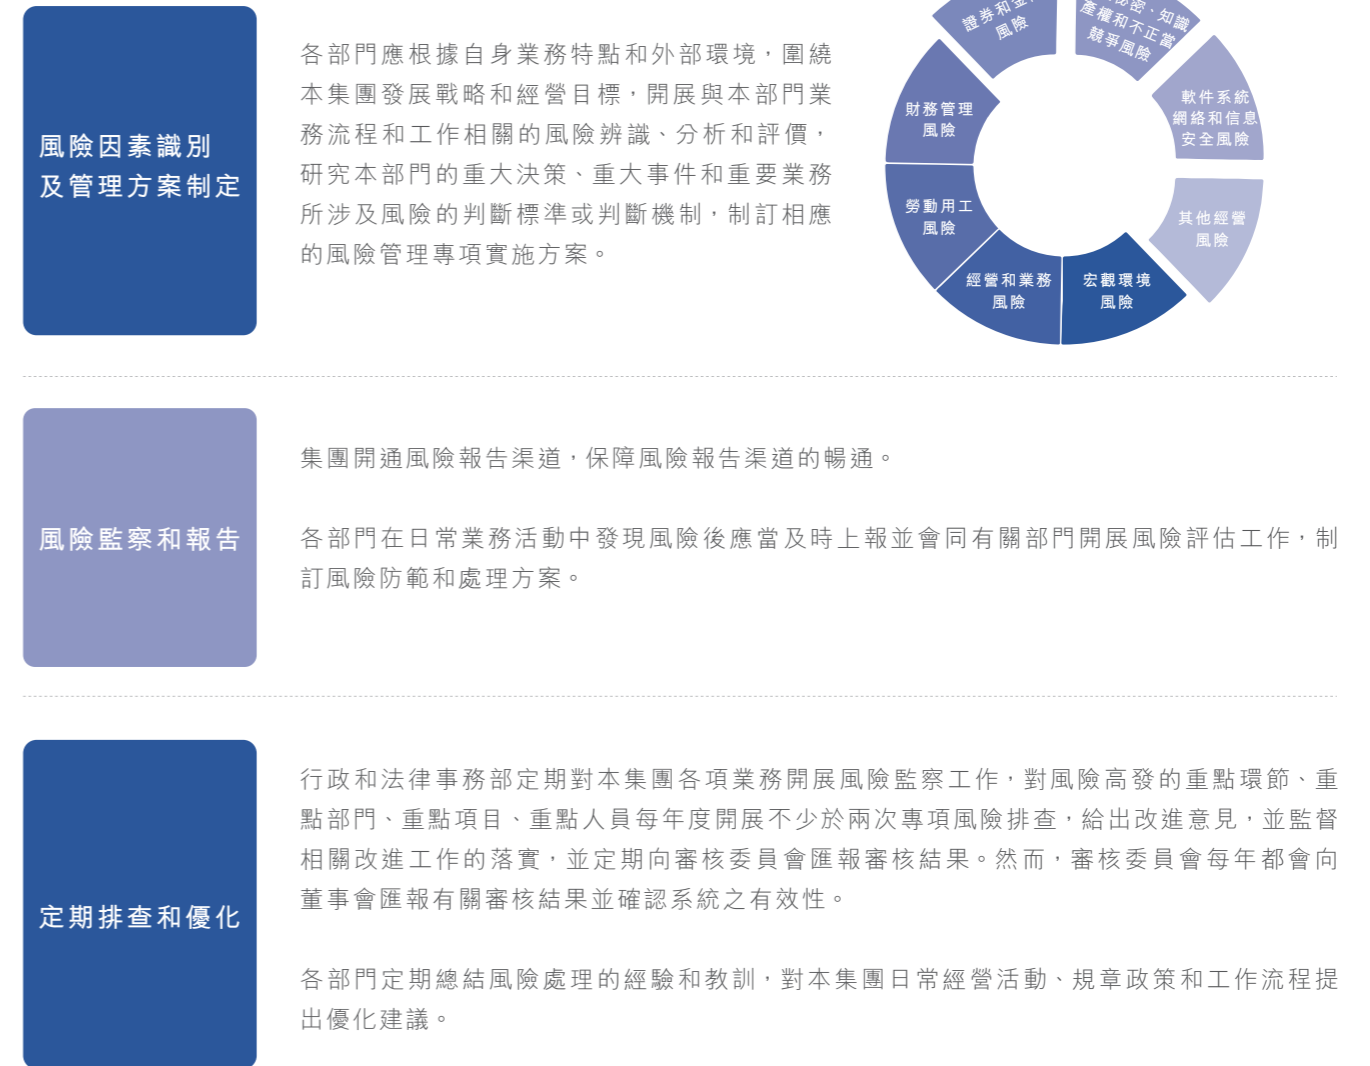 風險因素識別
及管理方案制定
各部門應根據自身業務特點和外部環境，圍繞
本集團發展戰略和經營目標，開展與本部門業
務流程和工作相關的風險辨識、分析和評價，
研究本部門的重大決策、重大事件和重要業務
所涉及風險的判斷標準或判斷機制，制訂相應
的風險管理專項實施方案。
證券和金
風險
秘密、知識
產權和不正當
競爭風險
財務管理
風險
軟件系統
網絡和信息
安全風險
勞動用工
風險
其他經營
風險
經營和業務
風險
宏觀環境
風險
風險監察和報告
集團開通風險報告渠道，保障風險報告渠道的暢通。
各部門在日常業務活動中發現風險後應當及時上報並會同有關部門開展風險評估工作，制
訂風險防範和處理方案。
定期排查和優化
行政和法律事務部定期對本集團各項業務開展風險監察工作，對風險高發的重點環節、重
點部門、重點項目、重點人員每年度開展不少於兩次專項風險排查，給出改進意見，並監督
相關改進工作的落實，並定期向審核委員會匯報審核結果。然而，審核委員會每年都會向
董事會匯報有關審核結果並確認系統之有效性。
各部門定期總結風險處理的經驗和教訓，對本集團日常經營活動、規章政策和工作流程提
出優化建議。